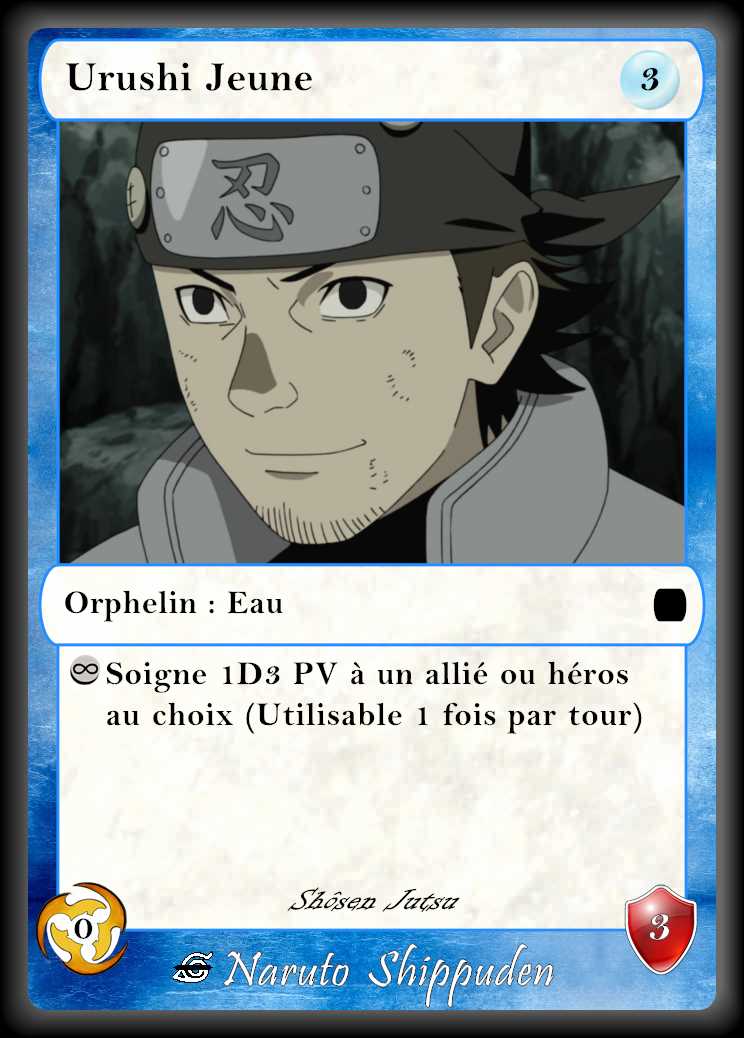 Urushi Jeune
3
忍
Orphelin : Eau
Soigne 1D3 PV à un allié ou héros
au choix (Utilisable 1 fois par tour)
Shôsen Jutsu
0
3
Naruto Shippuden